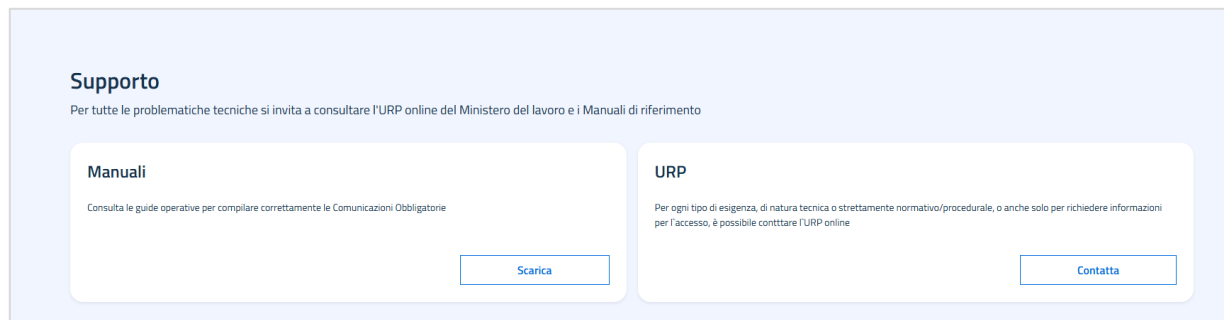 Supporto
Per tutte le problematiche tecniche si invita a consultare l'URP online del Ministero del lavoro e i Manuali di riferimento
Manuali
Consulta le guide operative per compilare correttamente le Comunicazioni Obbligatorie
Scarica
URP
Per ogni tipo di esigenza, di natura tecnica o strettamente normativo/procedurale, o anche solo per richiedere informazioni
per l`accesso, è possibile contttare l`URP online
Contatta